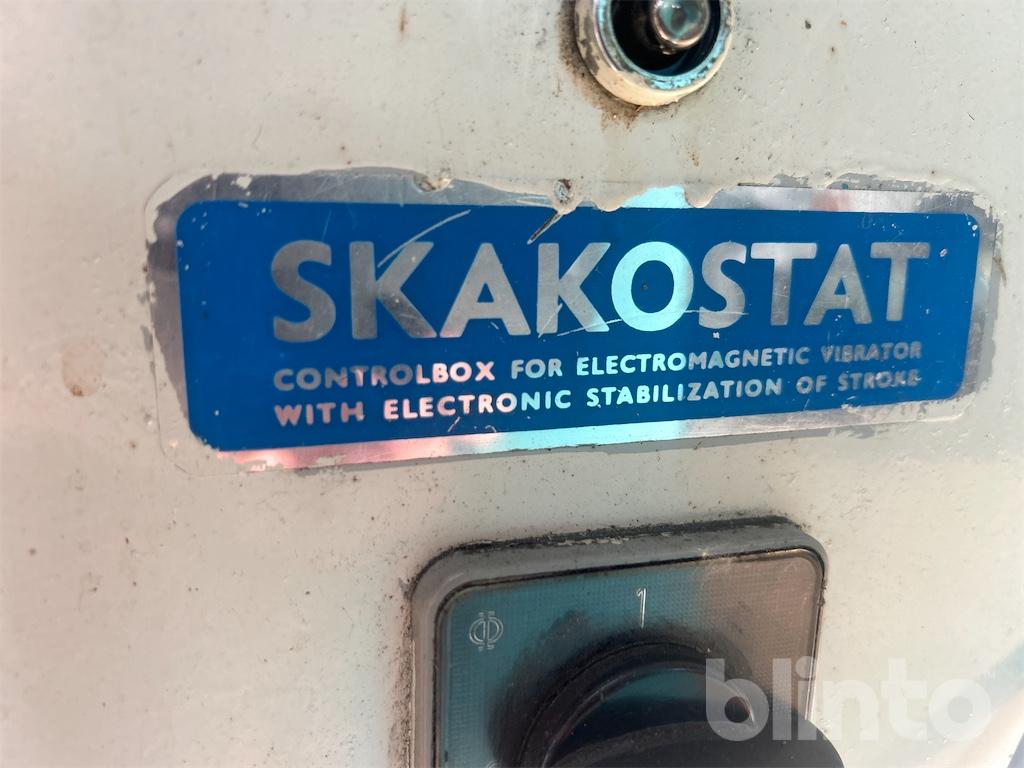 SKAKOSTAT
CONTROLBOX FOR ELECTROMAGNETIC VIBRATOR
WITH ELECTRONIC STABILIZATION OF STROKE
1
blinto